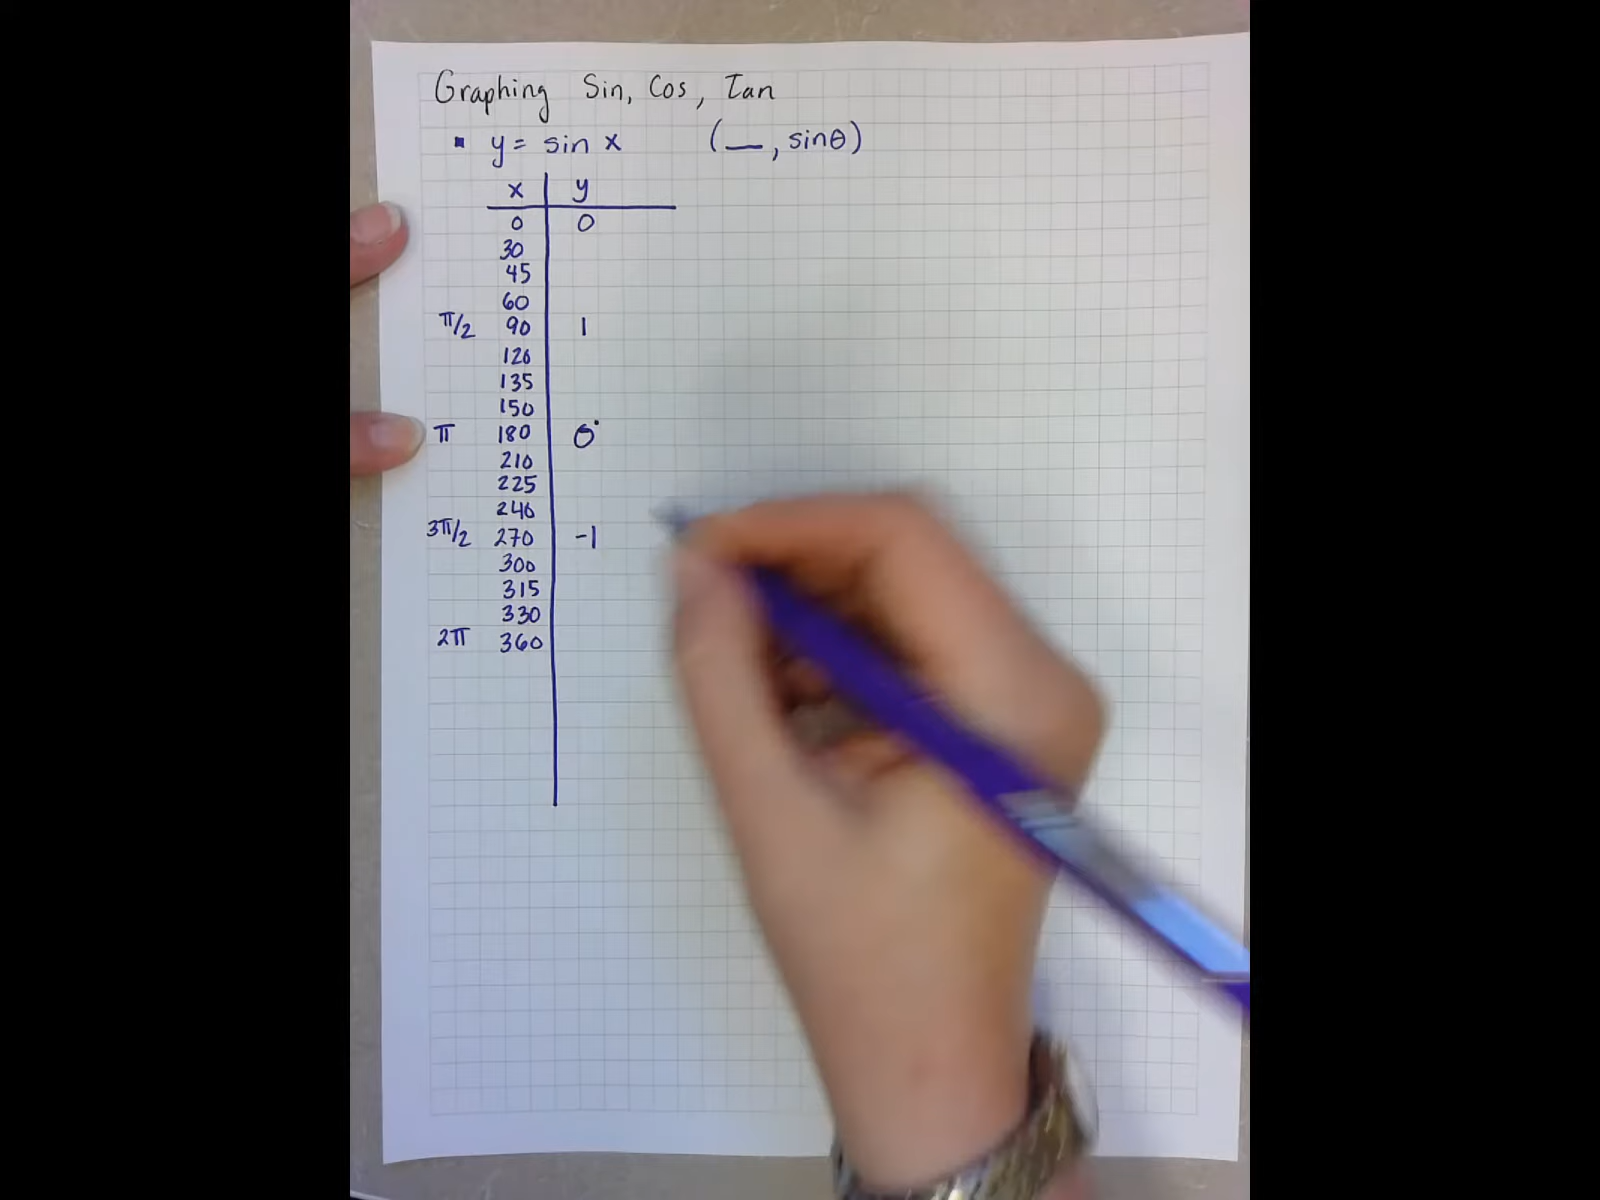 Graphing Sin, Cos, Tan
▪ y = sin x (__, sinθ)
x y
0 0
30
45
60
π/2 90 1
120
135
150
π 180 0
210
225
240
3π/2 270 -1
300
315
330
2π 360